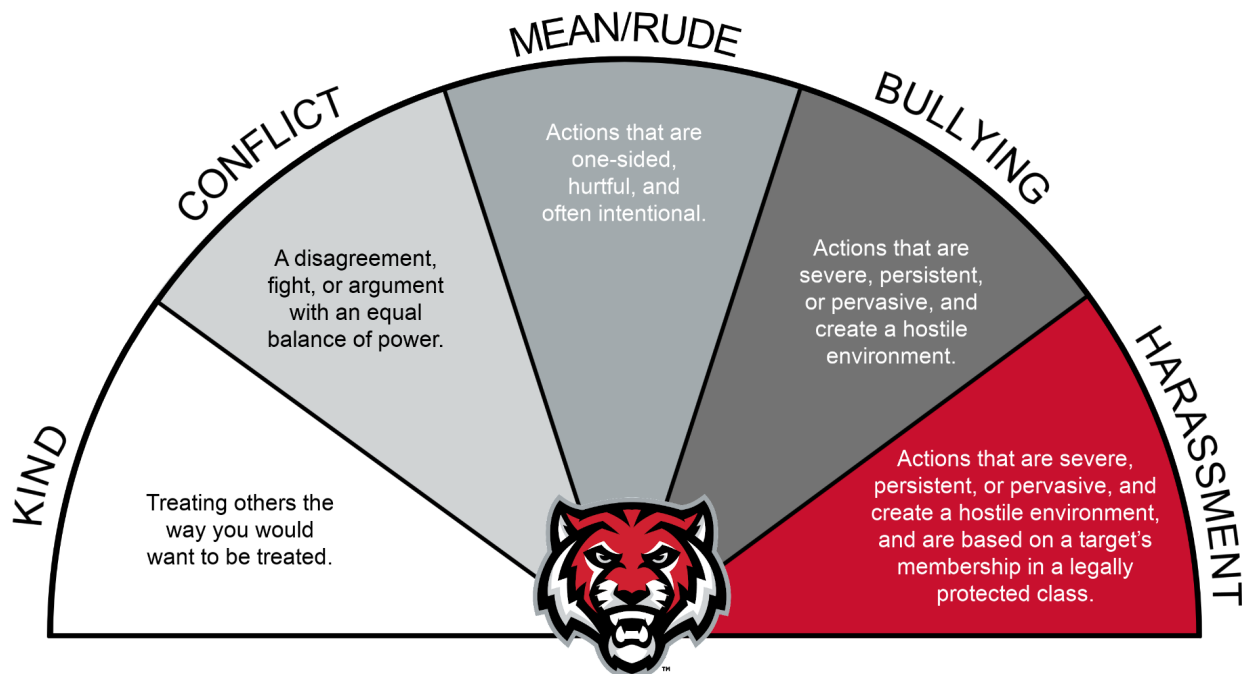 KIND
Treating others the
way you would
want to be treated.
CONFLICT
A disagreement,
fight, or argument
with an equal
balance of power.
MEAN/RUDE
Actions that are
one-sided,
hurtful, and
often intentional.
BULLYING
Actions that are
severe, persistent,
or pervasive, and
create a hostile
environment.
HARASSMENT
Actions that are severe,
persistent, or pervasive, and
create a hostile environment,
and are based on a target’s
membership in a legally
protected class.
TM